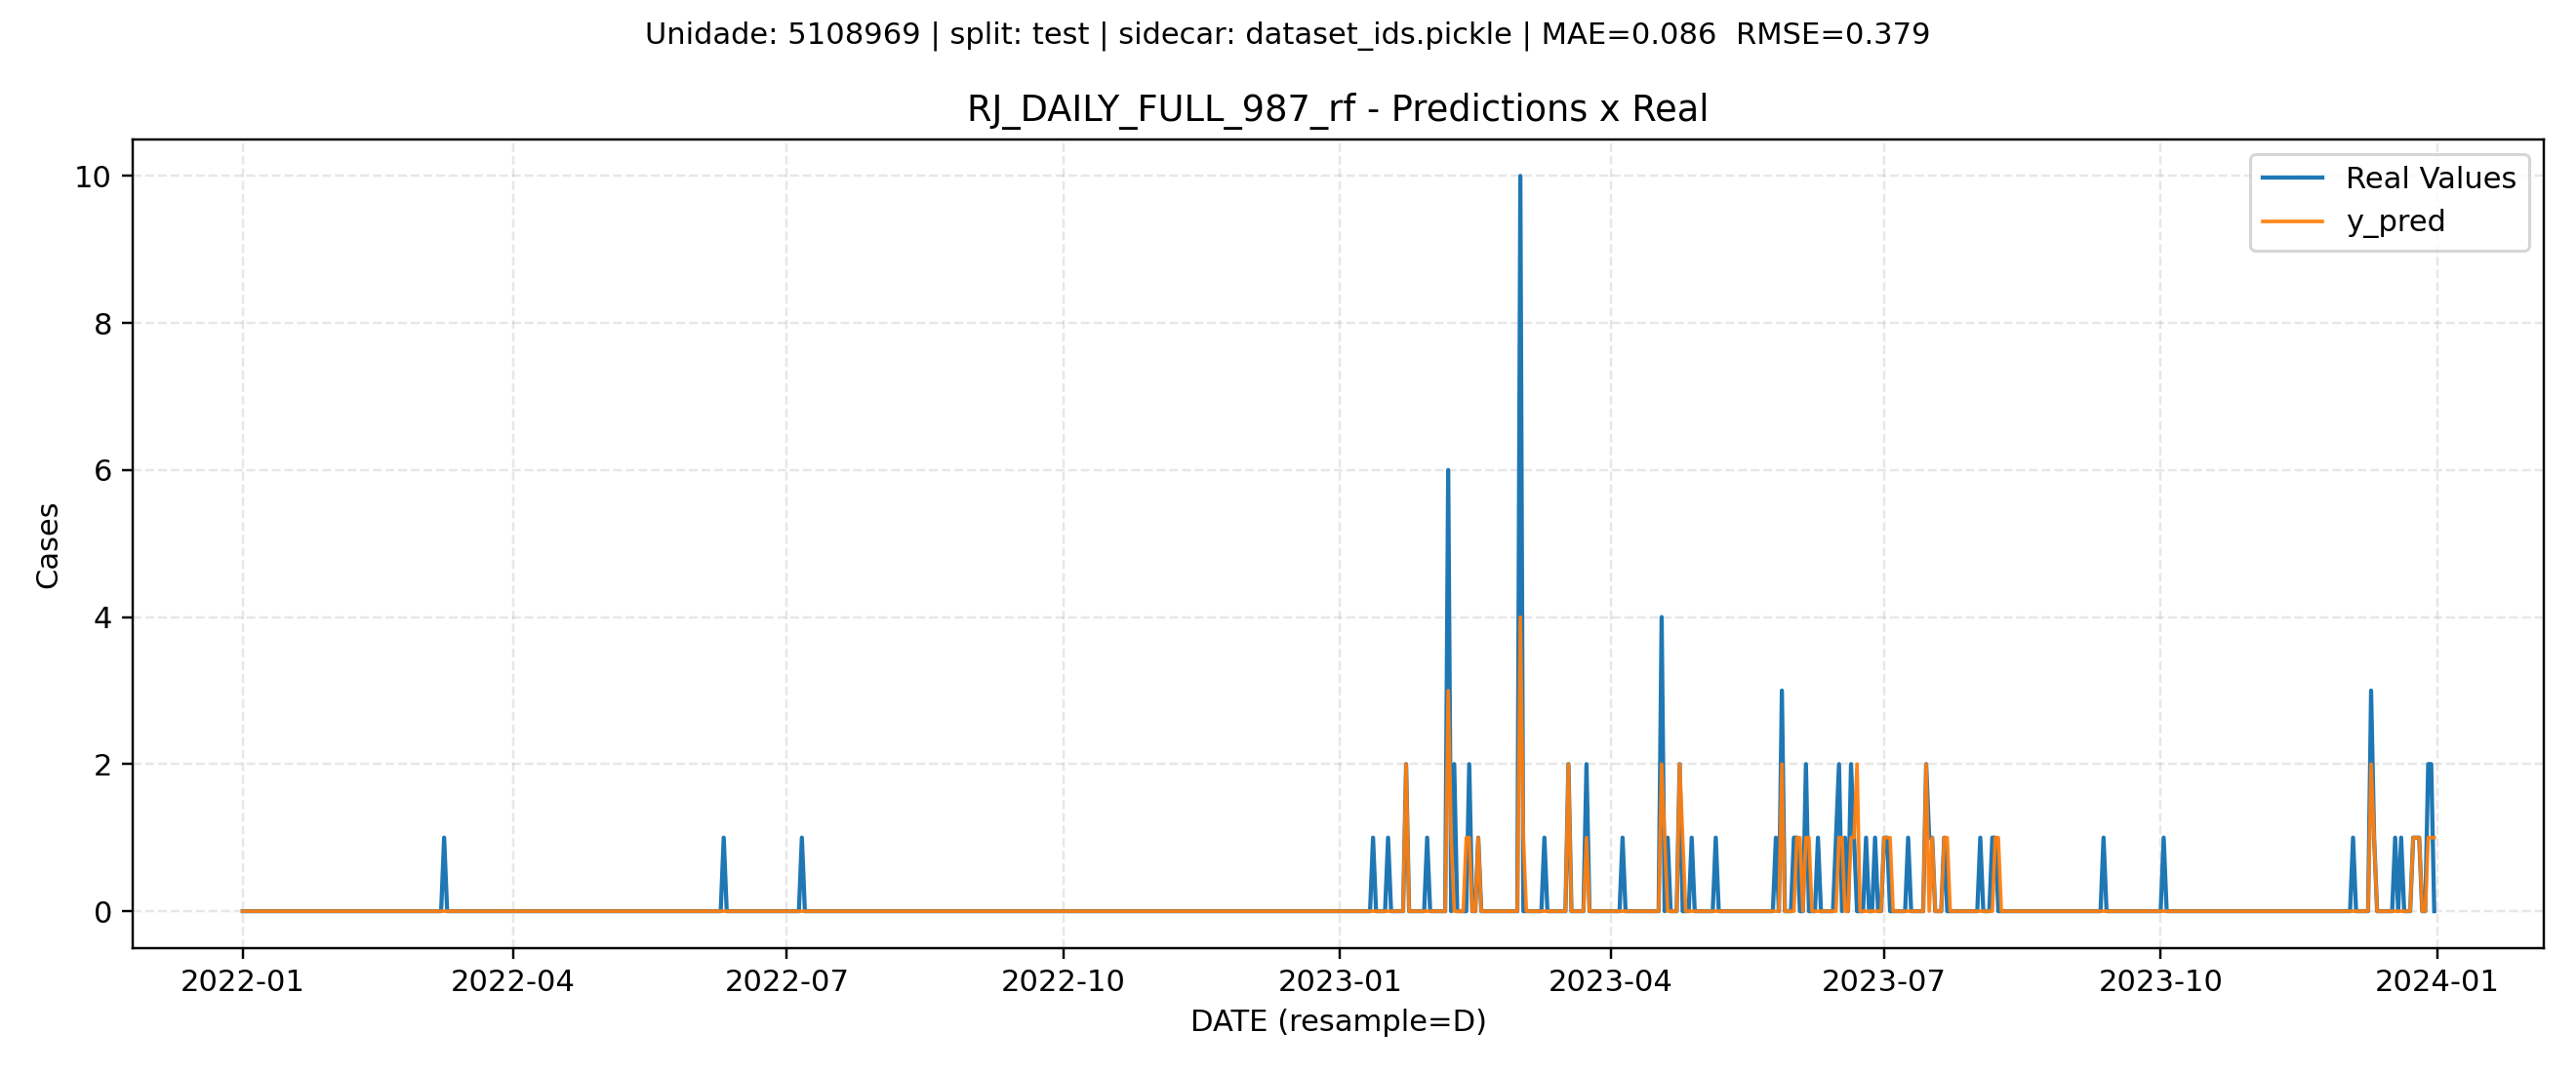 Unidade: 5108969 | split: test | sidecar: dataset_ids.pickle | MAE=0.086  RMSE=0.379
RJ_DAILY_FULL_987_rf - Predictions x Real
Real Values
y_pred
10
8
6
4
2
0
Cases
2022-01 2022-04 2022-07 2022-10 2023-01 2023-04 2023-07 2023-10 2024-01
DATE (resample=D)